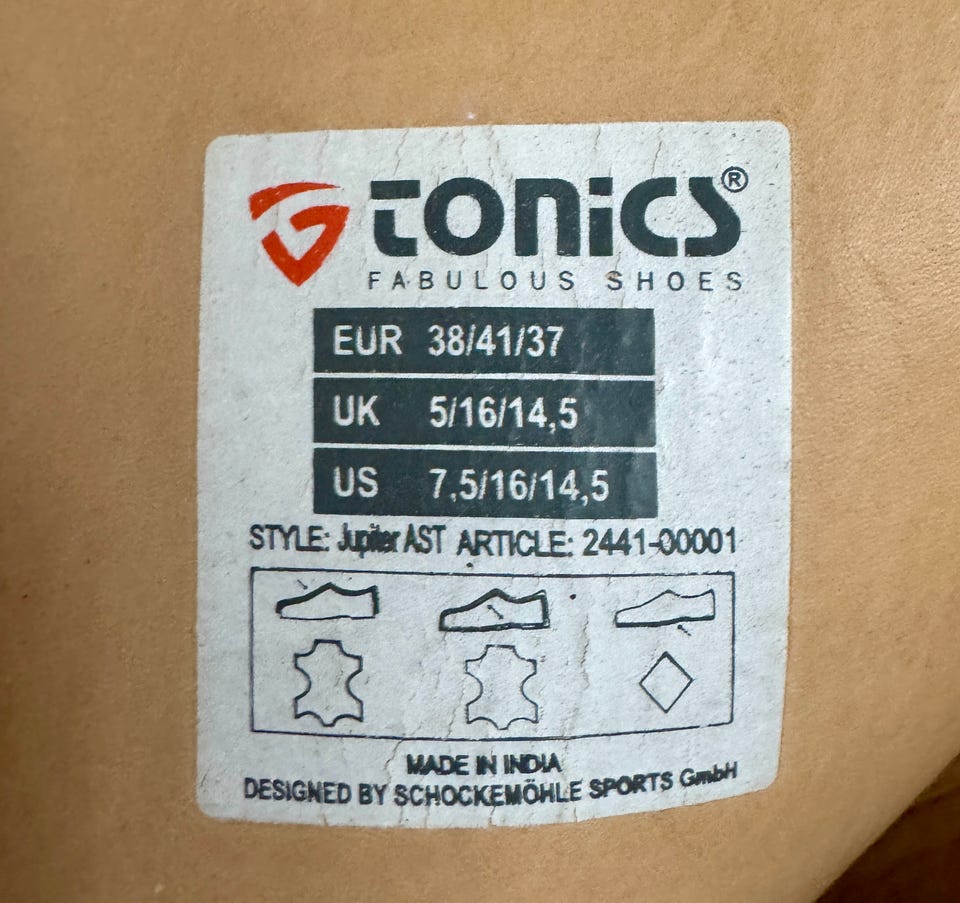 tonics®
FABULOUS SHOES
EUR 38/41/37
UK 5/16/14,5
US 7,5/16/14,5
STYLE: Jupiter AST ARTICLE: 2441-00001
MADE IN INDIA
DESIGNED BY SCHOCKEMÖHLE SPORTS GmbH